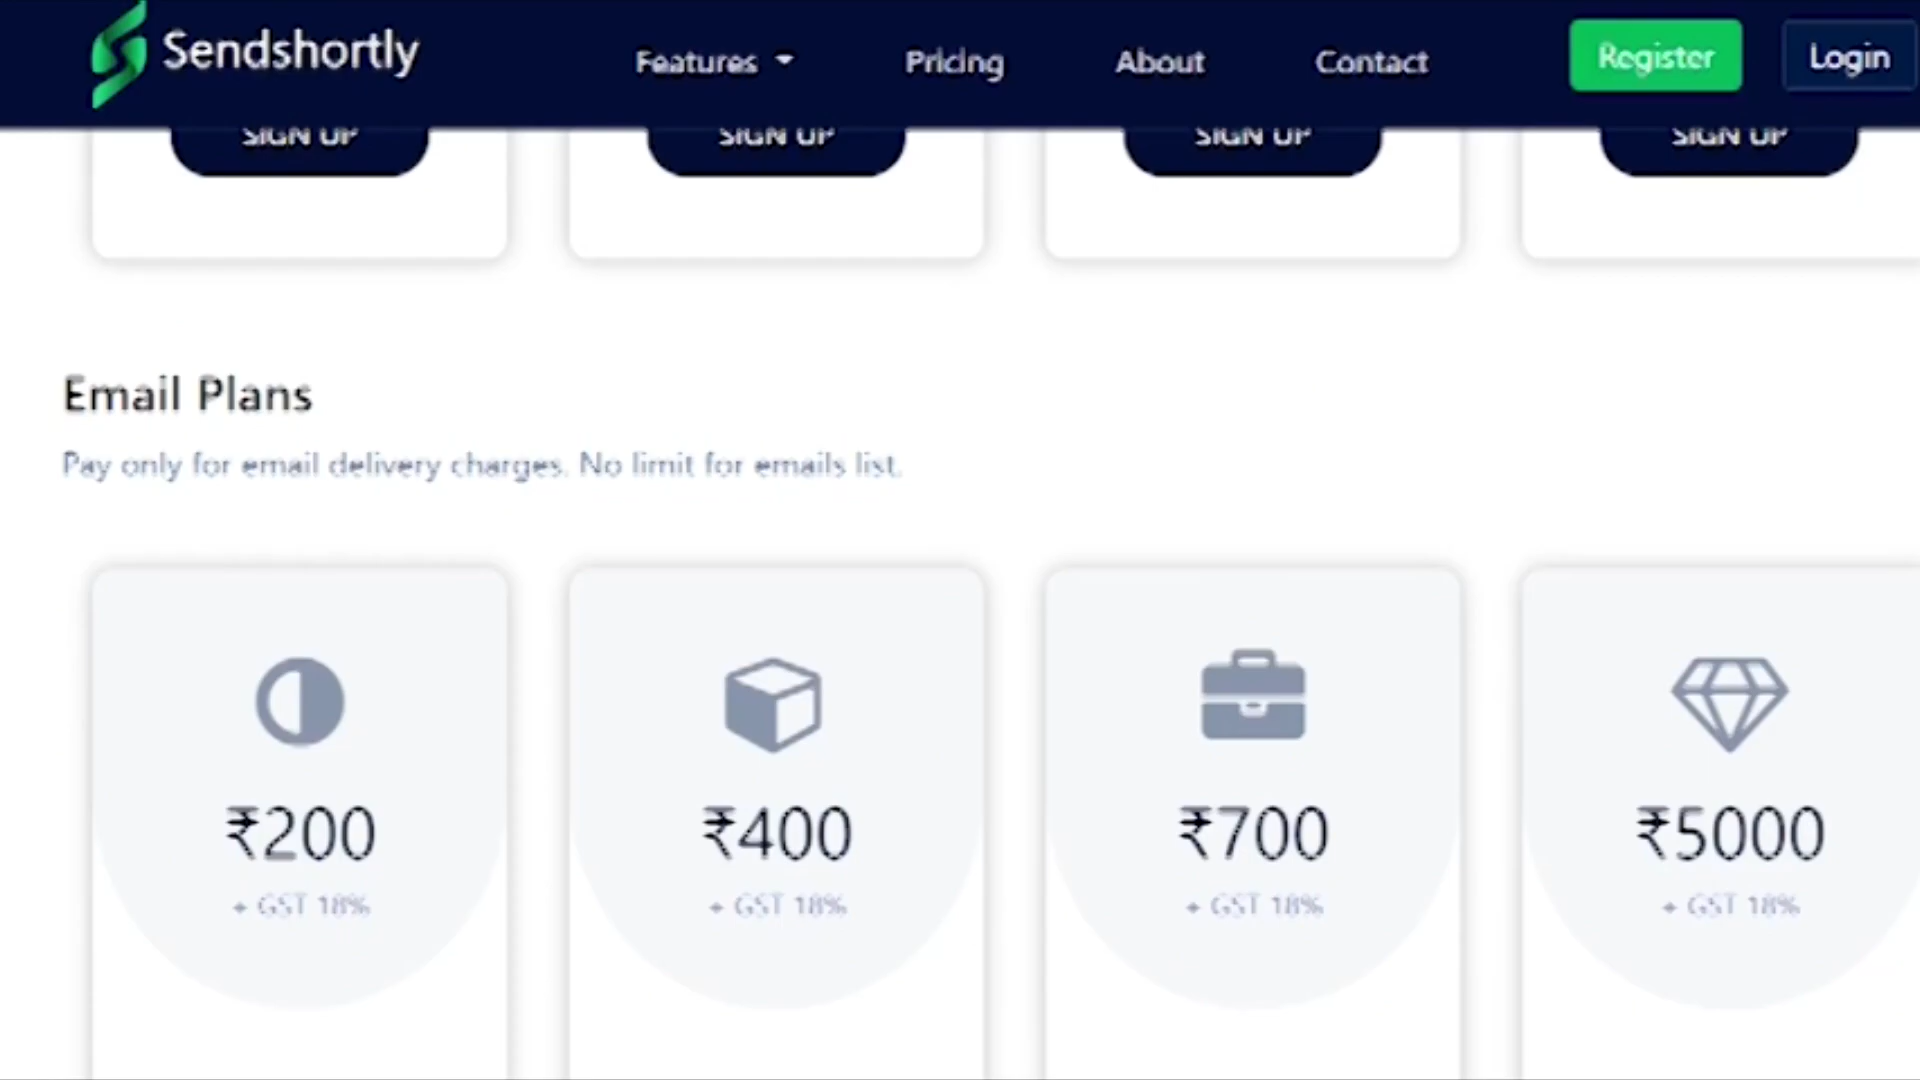 Sendshortly
Features
Pricing
About
Contact
Register
Login
SIGN UP
SIGN UP
SIGN UP
SIGN UP
Email Plans
Pay only for email delivery charges. No limit for emails list.
₹200
+ GST 18%
₹400
+ GST 18%
₹700
+ GST 18%
₹5000
+ GST 18%